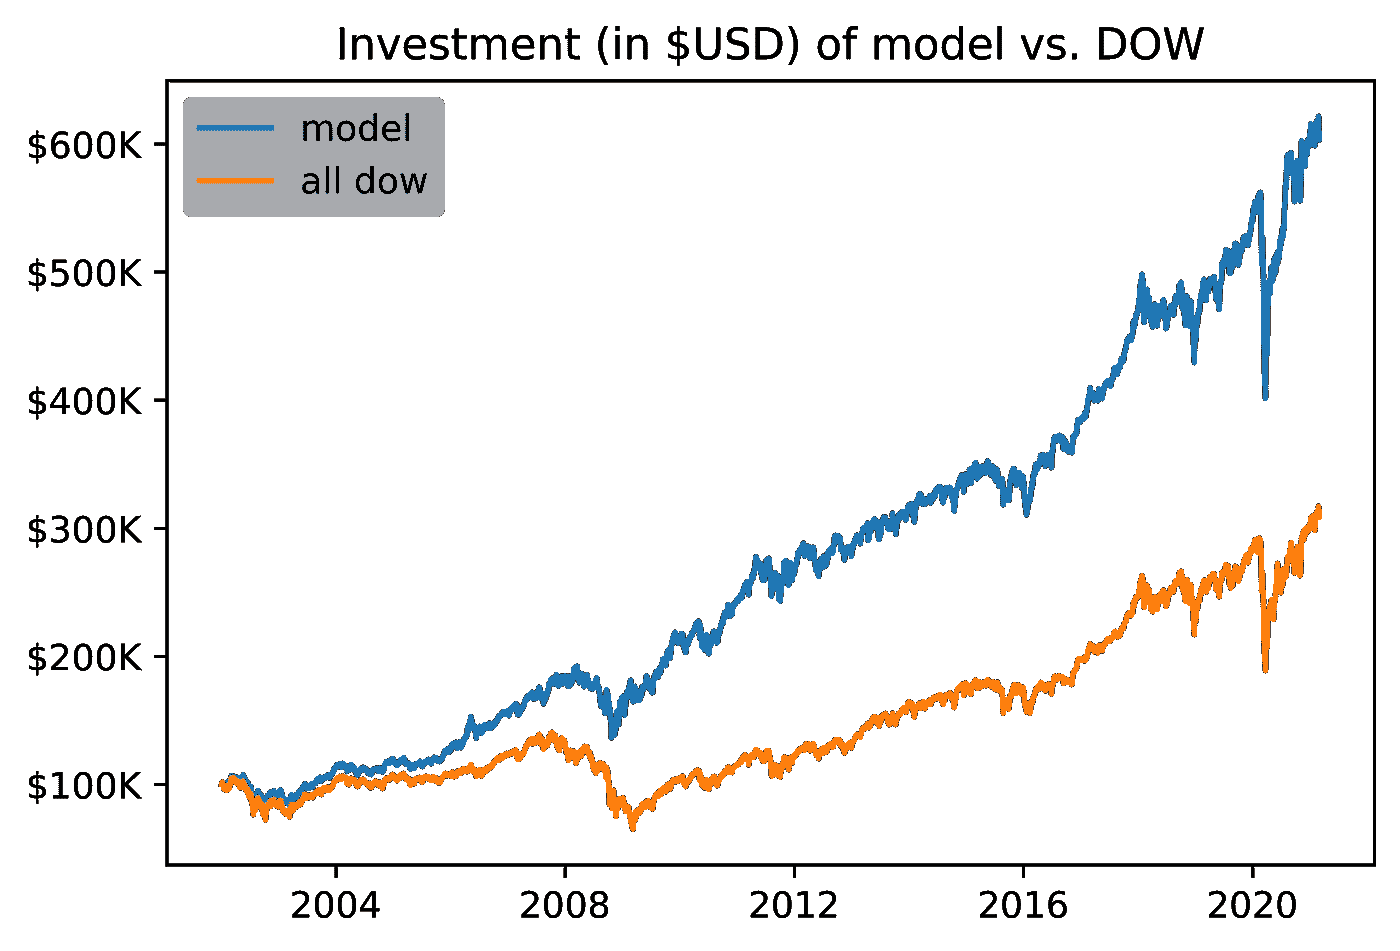 Investment (in $USD) of model vs. DOW
model
all dow
$600K
$500K
$400K
$300K
$200K
$100K
2004 2008 2012 2016 2020